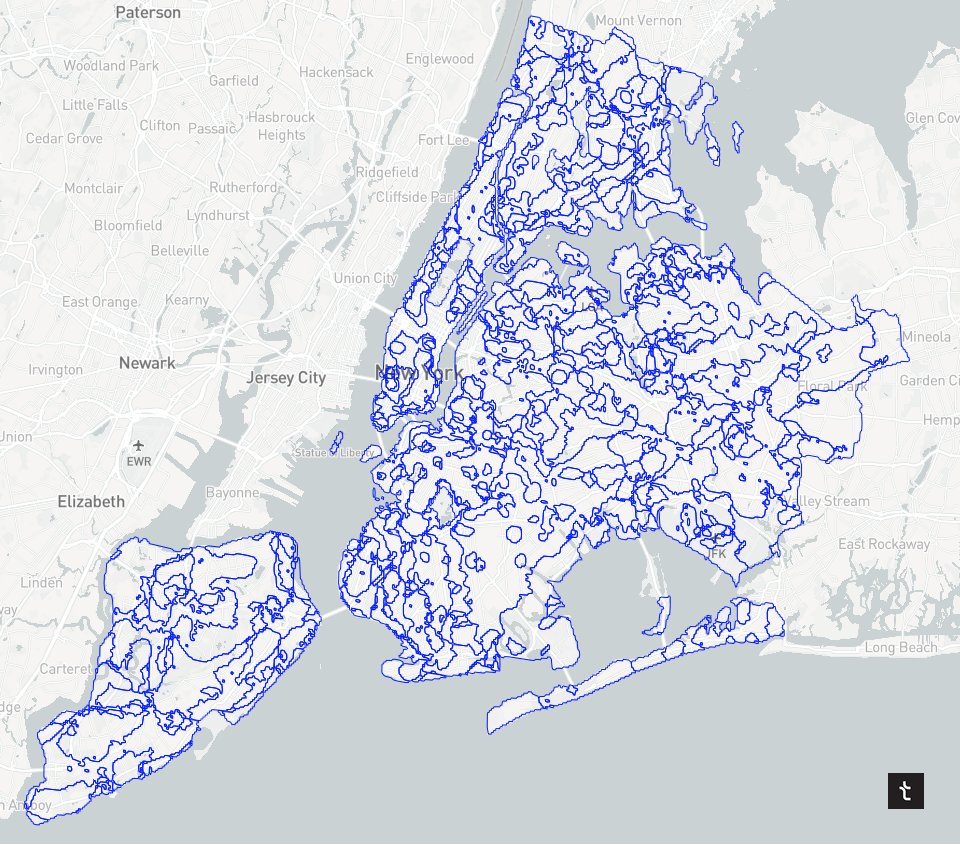 Paterson
Mount Vernon
Woodland Park
Englewood
Garfield
Hackensack
Little Falls
Glen Cov
Hasbrouck
Heights
Clifton
Passaic
Cedar Grove
Fort Lee
Ridgefield
Montclair
Rutherford
Cliffside Park
Lyndhurst
Bloomfield
Belleville
Union City
East Orange
Kearny
Mineola
Newark
Irvington
Jersey City
New York
Floral Park
Garden Ci
Hemp
Union
Statue of Liberty
EWR
Bayonne
Elizabeth
Valley Stream
East Rockaway
JFK
Linden
way
Long Beach
Carteret
dge
t
h Amboy